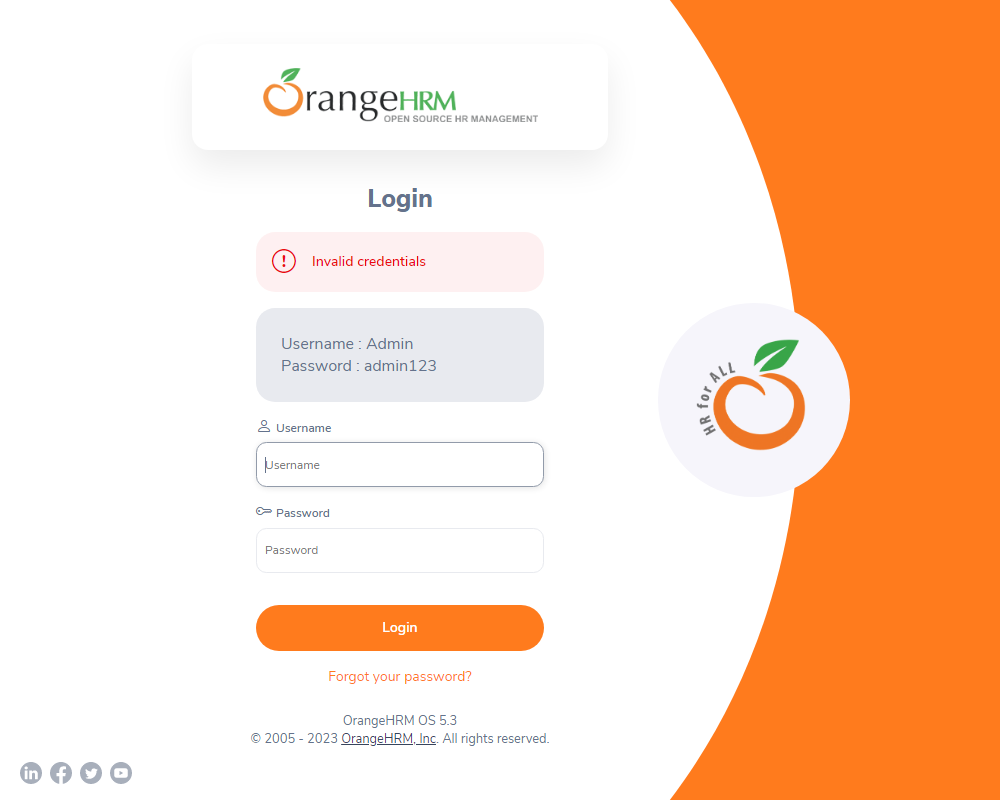 OrangeHRM
OPEN SOURCE HR MANAGEMENT
Login
Invalid credentials
Username : Admin
Password : admin123
Username
Username
Password
Password
Login
Forgot your password?
OrangeHRM OS 5.3
© 2005 - 2023 OrangeHRM, Inc. All rights reserved.
HR for ALL